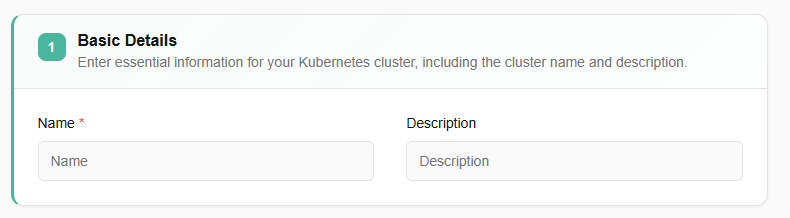 1
Basic Details
Enter essential information for your Kubernetes cluster, including the cluster name and description.
Name * Description
Name Description